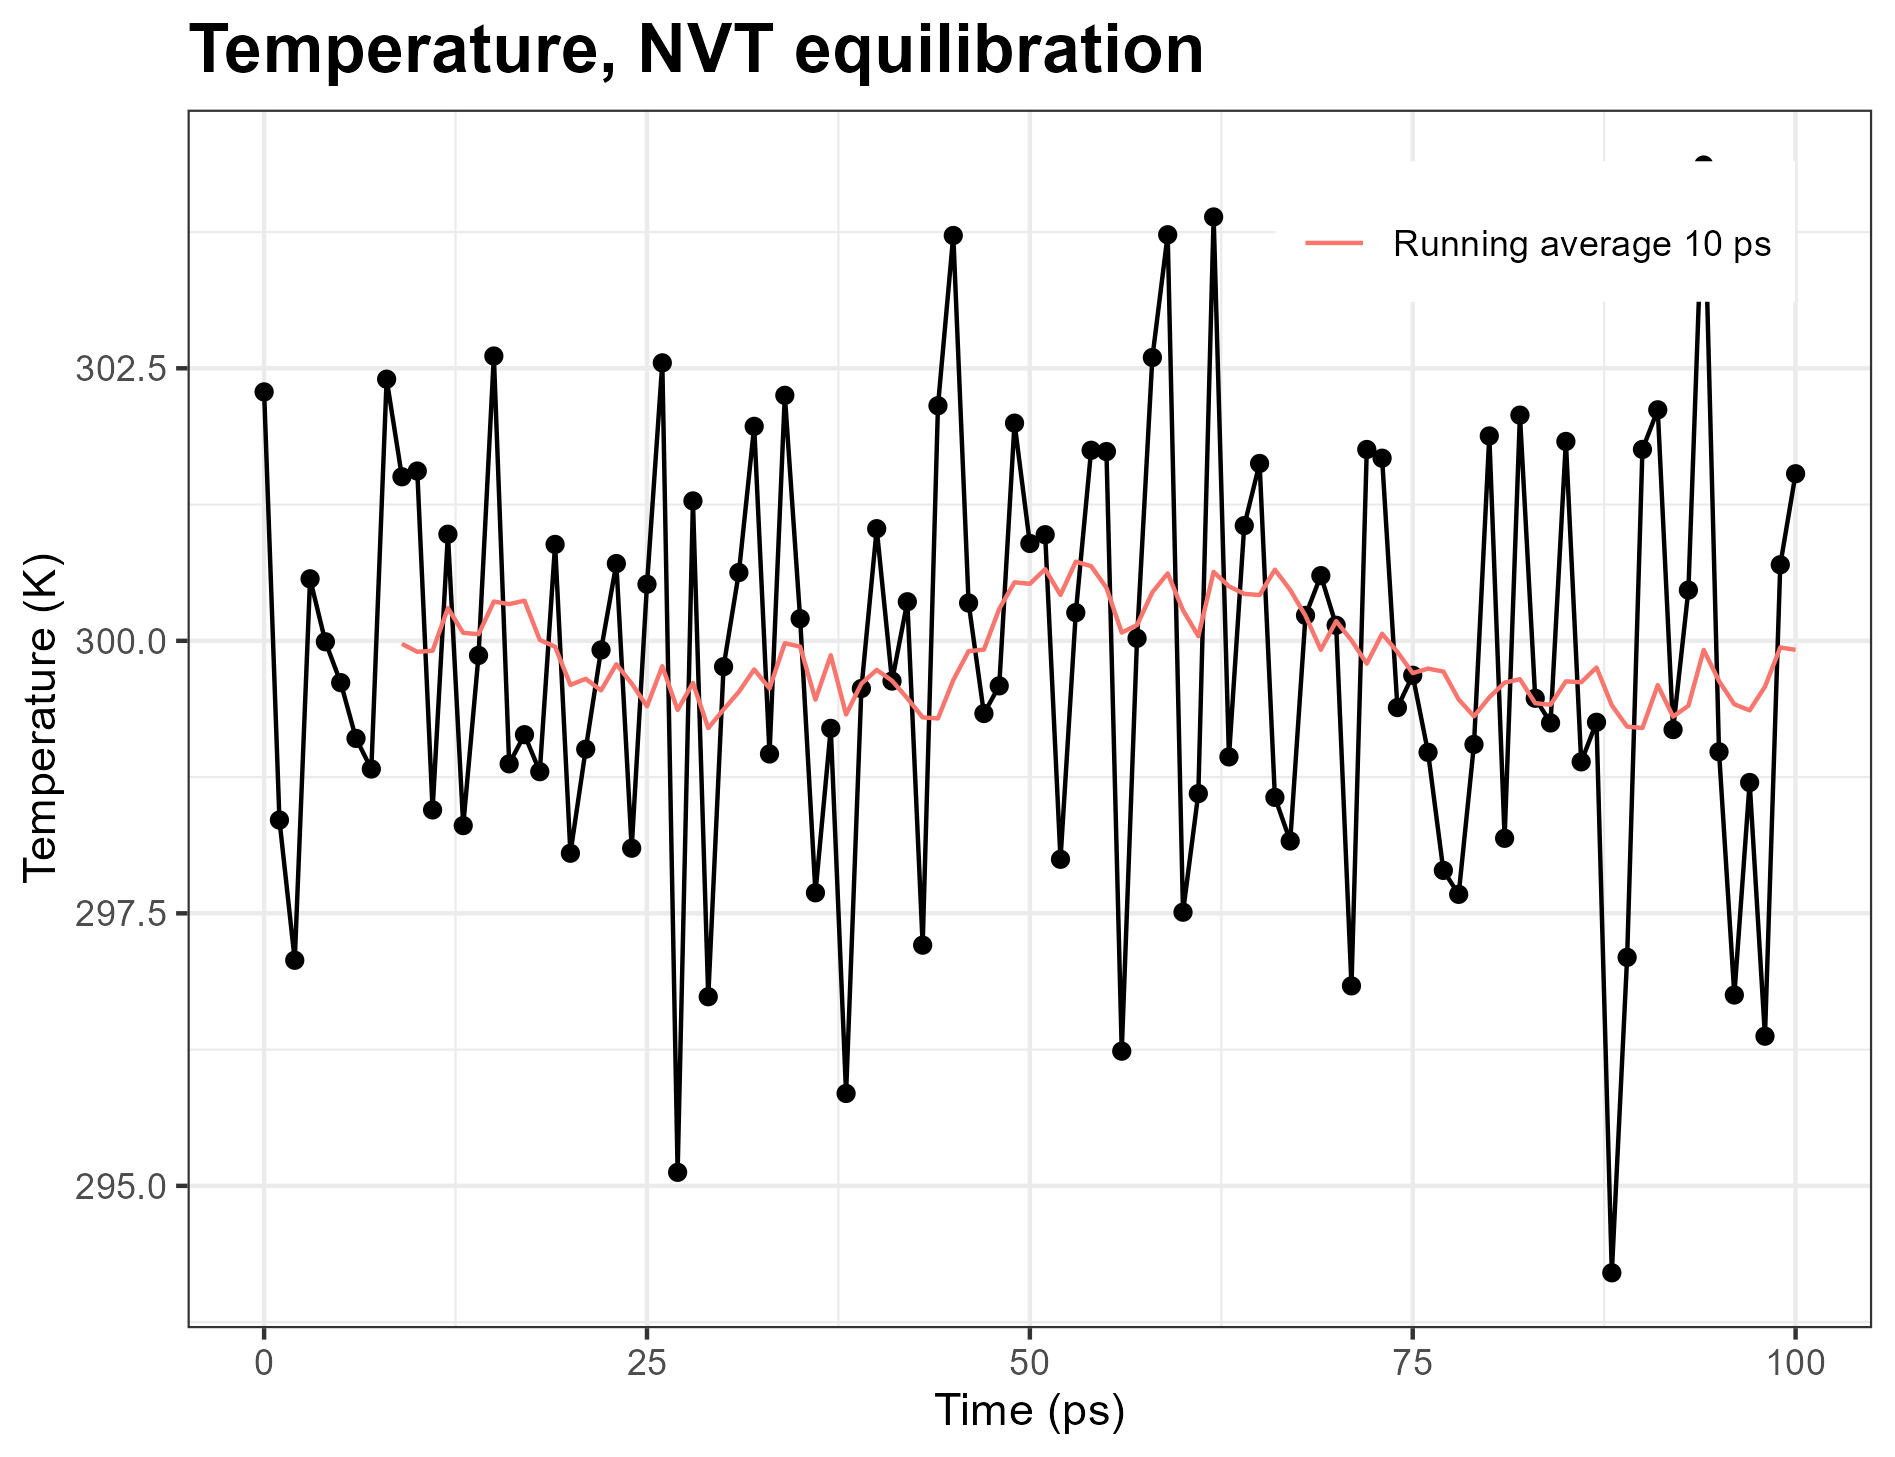 Temperature, NVT equilibration
Running average 10 ps
302.5
300.0
297.5
295.0
Temperature (K)
0 25 50 75 100
Time (ps)